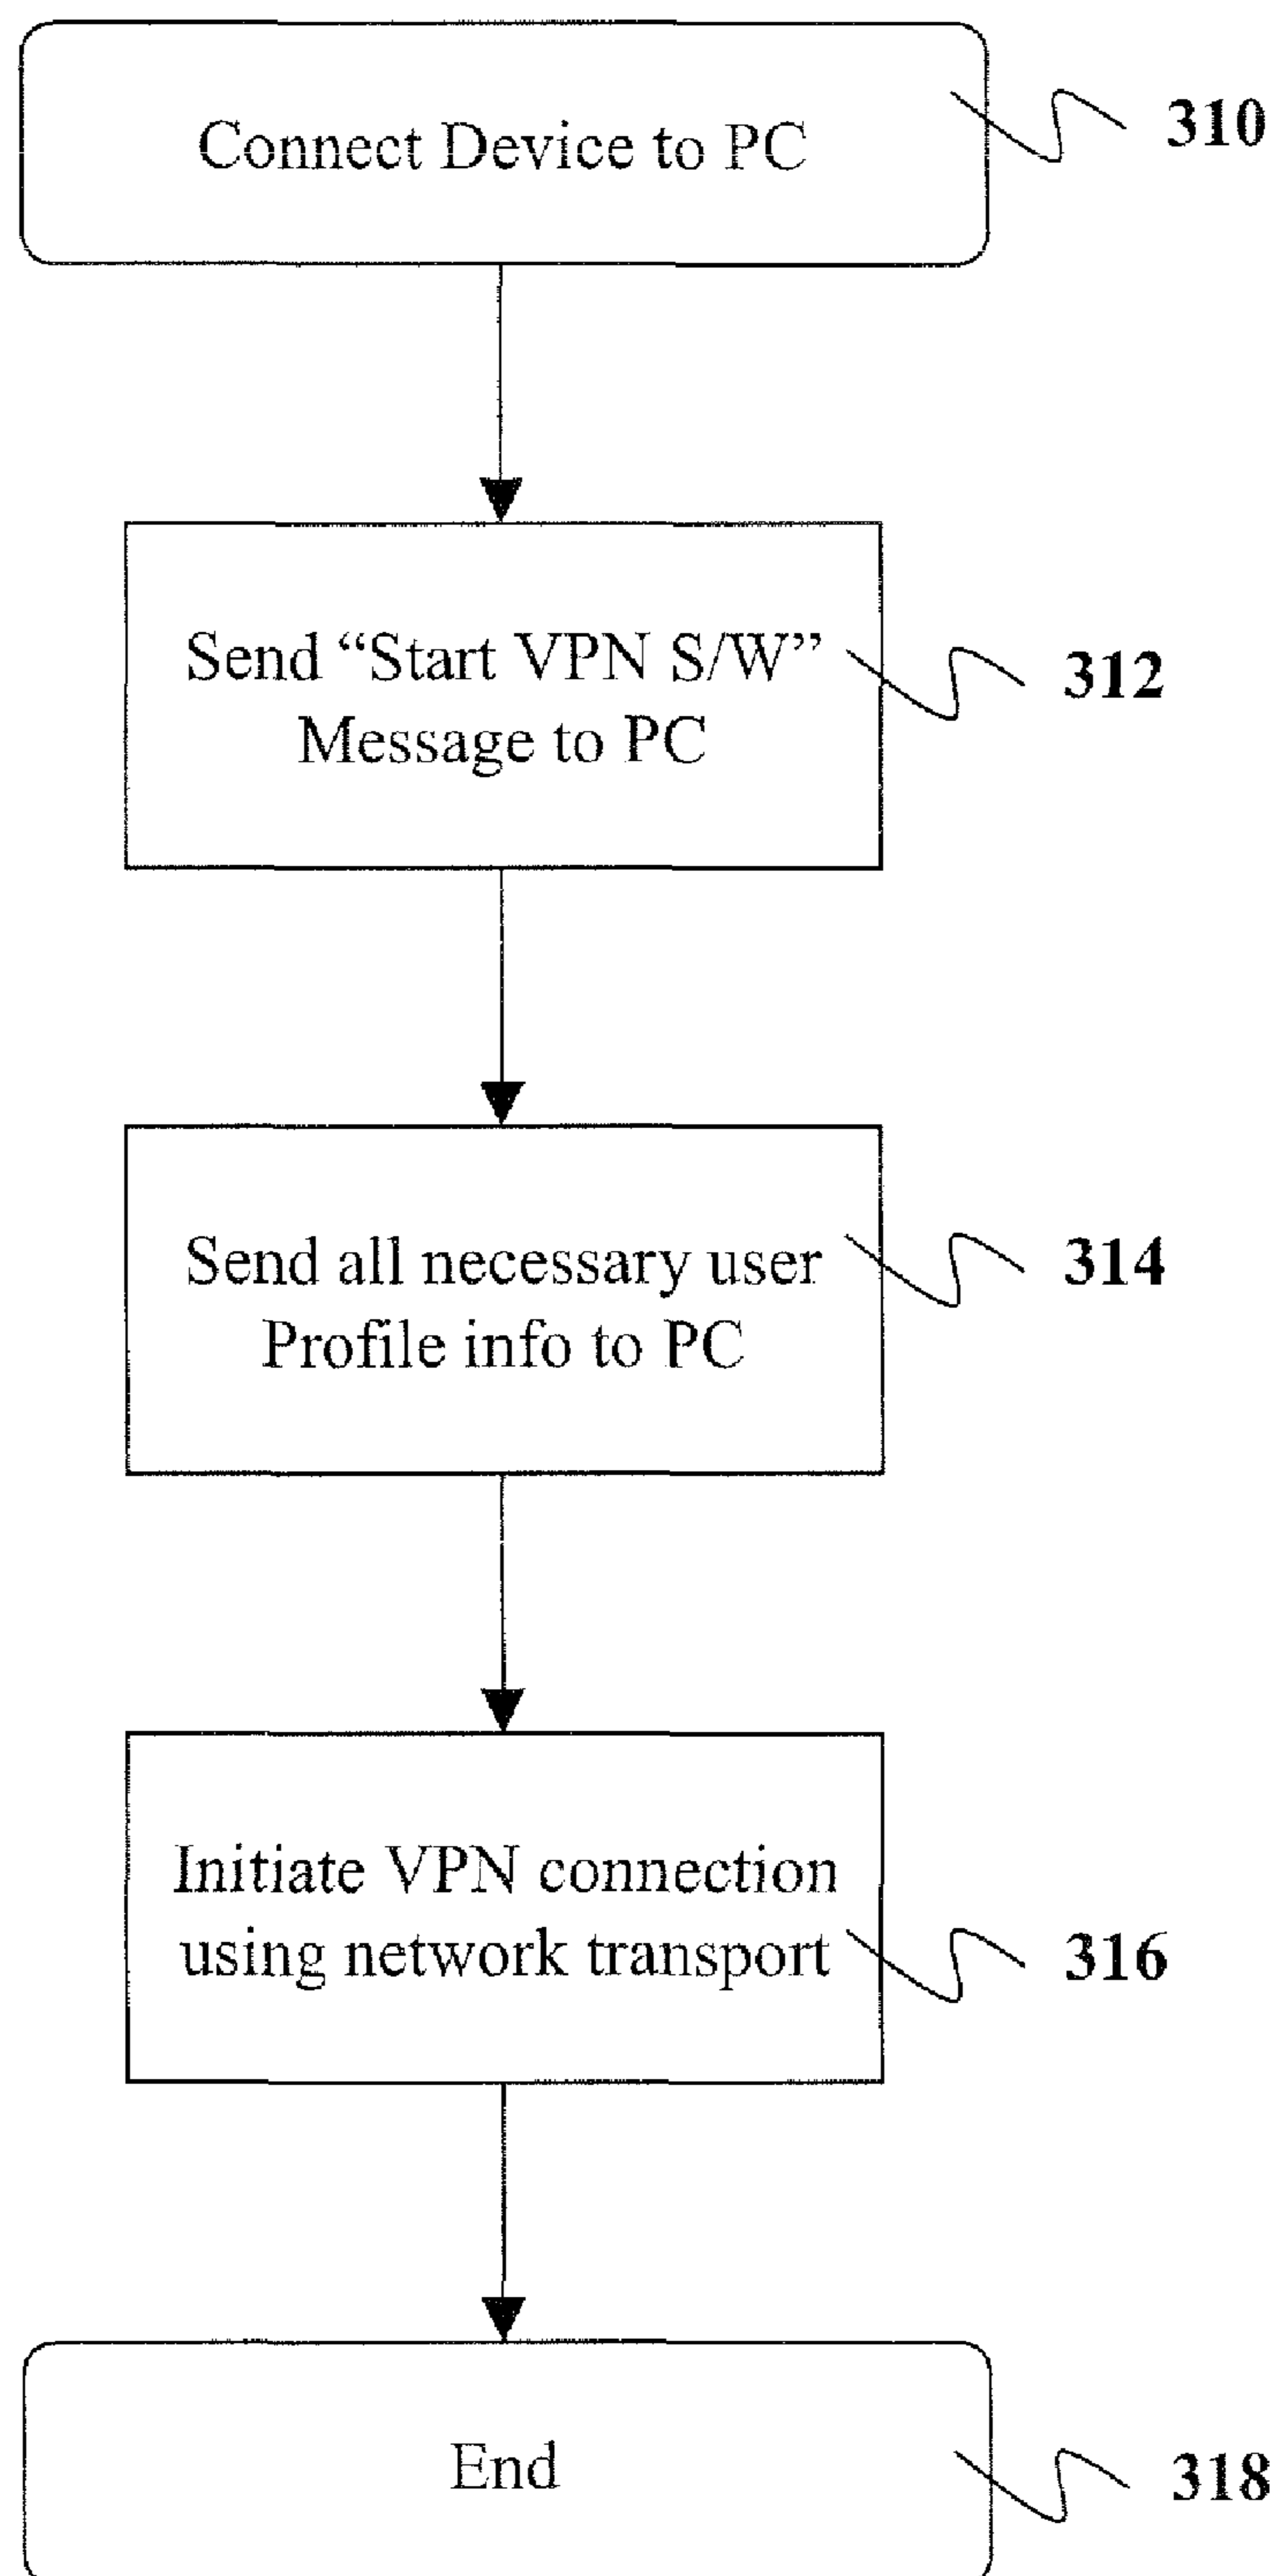 Connect Device to PC
310
Send “Start VPN S/W”
Message to PC
312
Send all necessary user
Profile info to PC
314
Initiate VPN connection
using network transport
316
End
318